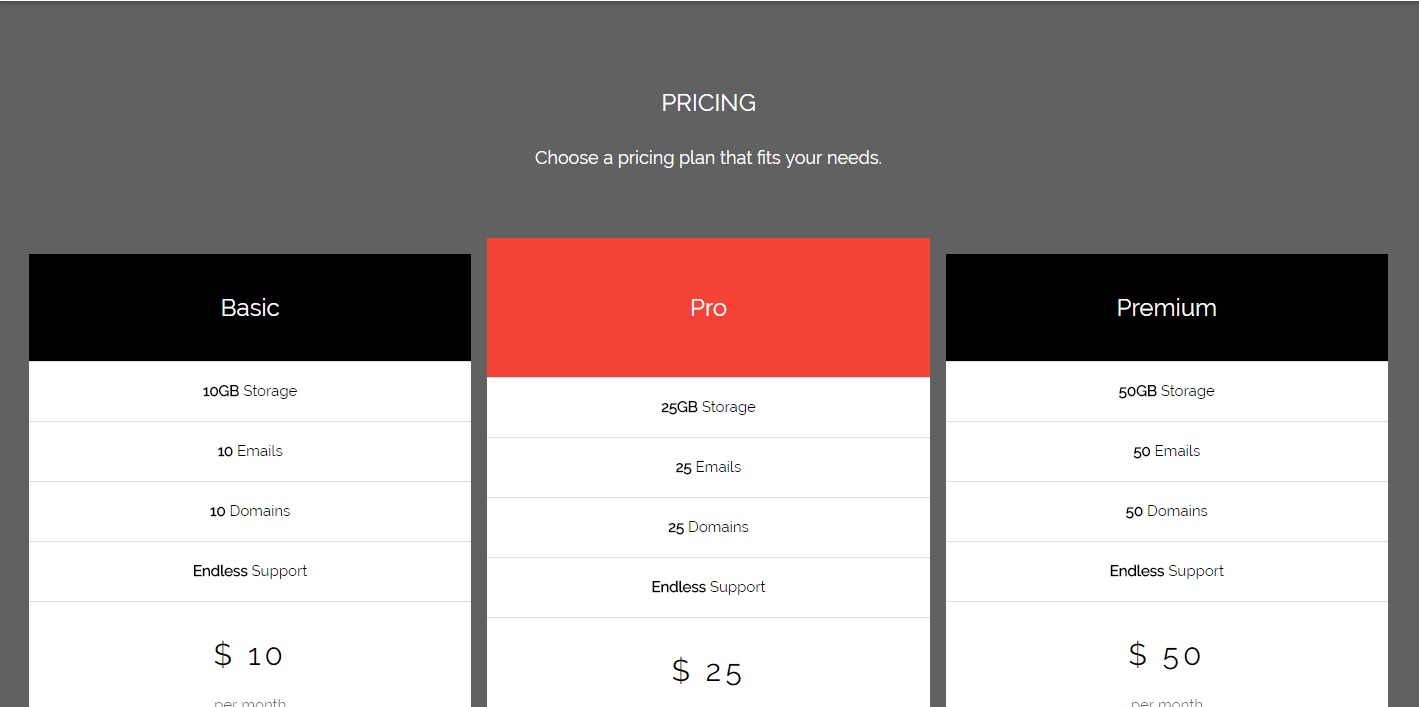 PRICING
Choose a pricing plan that fits your needs.
Basic
10GB Storage
10 Emails
10 Domains
Endless Support
$ 10
per month
Pro
25GB Storage
25 Emails
25 Domains
Endless Support
$ 25
Premium
50GB Storage
50 Emails
50 Domains
Endless Support
$ 50
per month